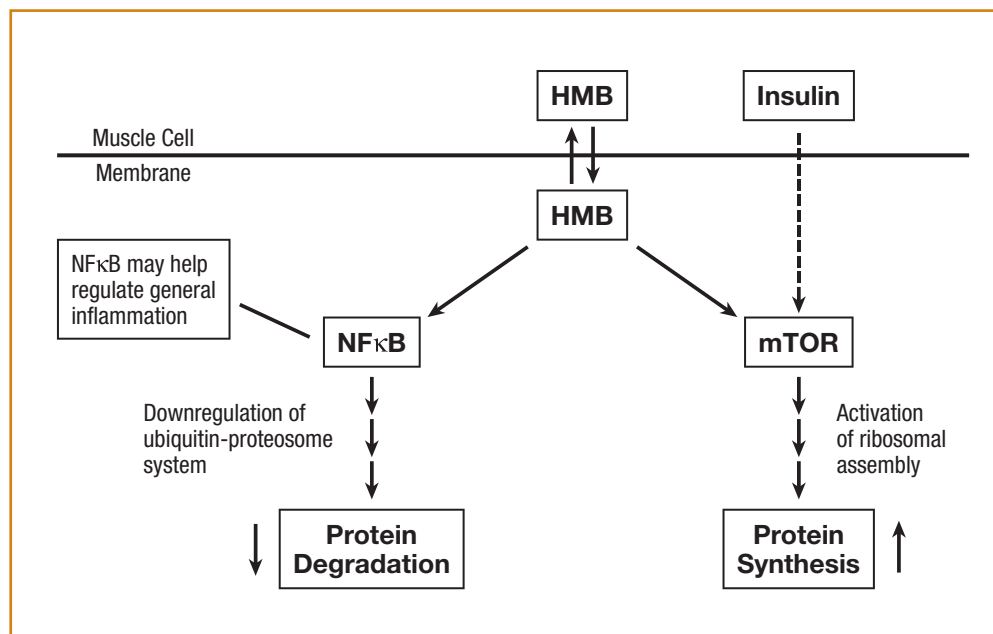 HMB
Insulin
Muscle Cell
Membrane
HMB
NFκB may help
regulate general
inflammation
NFκB
mTOR
Downregulation of
ubiquitin-proteosome
system
Activation
of ribosomal
assembly
Protein
Degradation
Protein
Synthesis